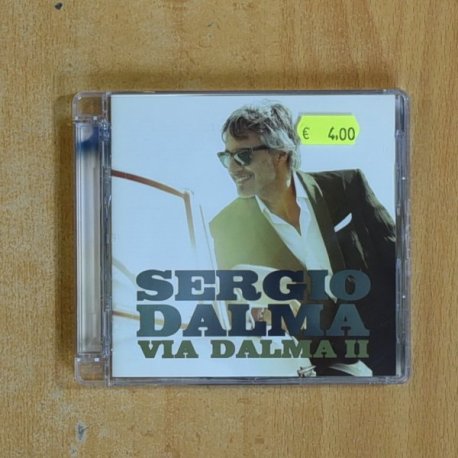 € 4,00
SERGIO
DALMA
VIA DALMA II